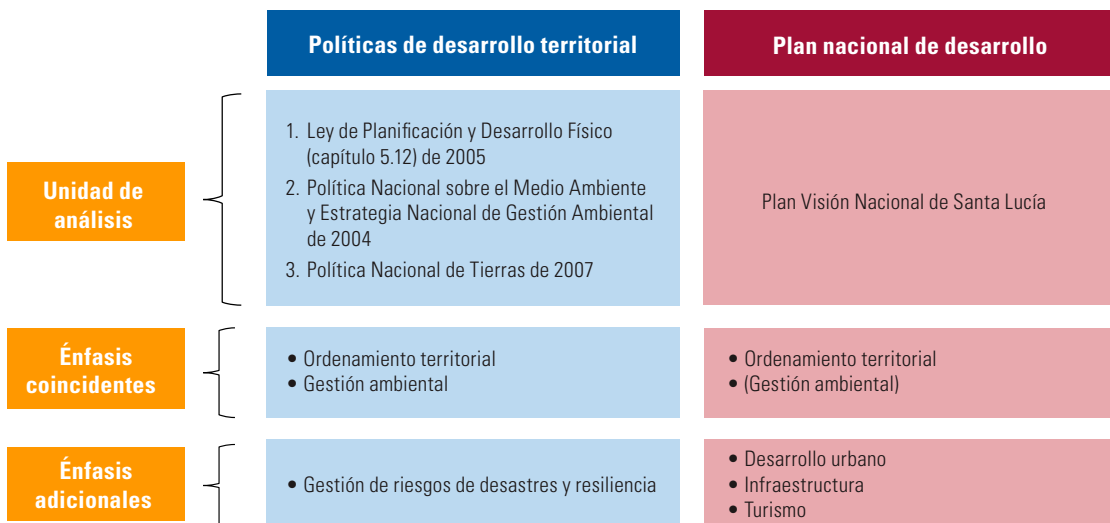 Políticas de desarrollo territorial
Plan nacional de desarrollo
Unidad de
análisis
1. Ley de Planificación y Desarrollo Físico
(capítulo 5.12) de 2005
2. Política Nacional sobre el Medio Ambiente
y Estrategia Nacional de Gestión Ambiental
de 2004
3. Política Nacional de Tierras de 2007
Plan Visión Nacional de Santa Lucía
Énfasis
coincidentes
• Ordenamiento territorial
• Gestión ambiental
• Ordenamiento territorial
• (Gestión ambiental)
Énfasis
adicionales
• Gestión de riesgos de desastres y resiliencia
• Desarrollo urbano
• Infraestructura
• Turismo